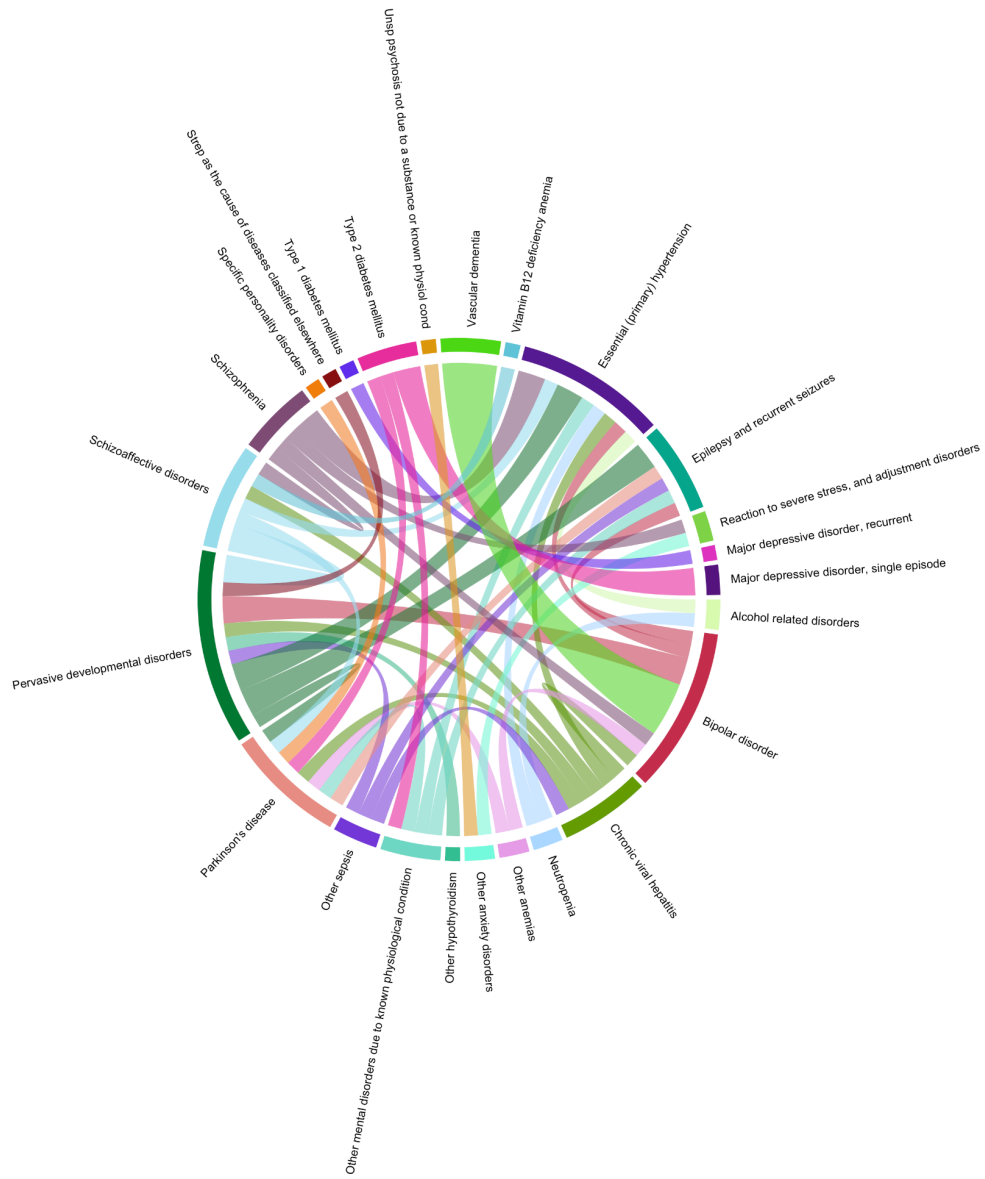 Unsp psychosis not due to a substance or known physiol cond
Vascular dementia
Vitamin B12 deficiency anemia
Essential (primary) hypertension
Epilepsy and recurrent seizures
Reaction to severe stress, and adjustment disorders
Major depressive disorder, recurrent
Major depressive disorder, single episode
Alcohol related disorders
Bipolar disorder
Chronic viral hepatitis
Neutropenia
Other anemias
Other anxiety disorders
Other hypothyroidism
Other mental disorders due to known physiological condition
Other sepsis
Parkinson's disease
Pervasive developmental disorders
Schizoaffective disorders
Schizophrenia
Specific personality disorders
Strep as the cause of diseases classified elsewhere
Type 1 diabetes mellitus
Type 2 diabetes mellitus